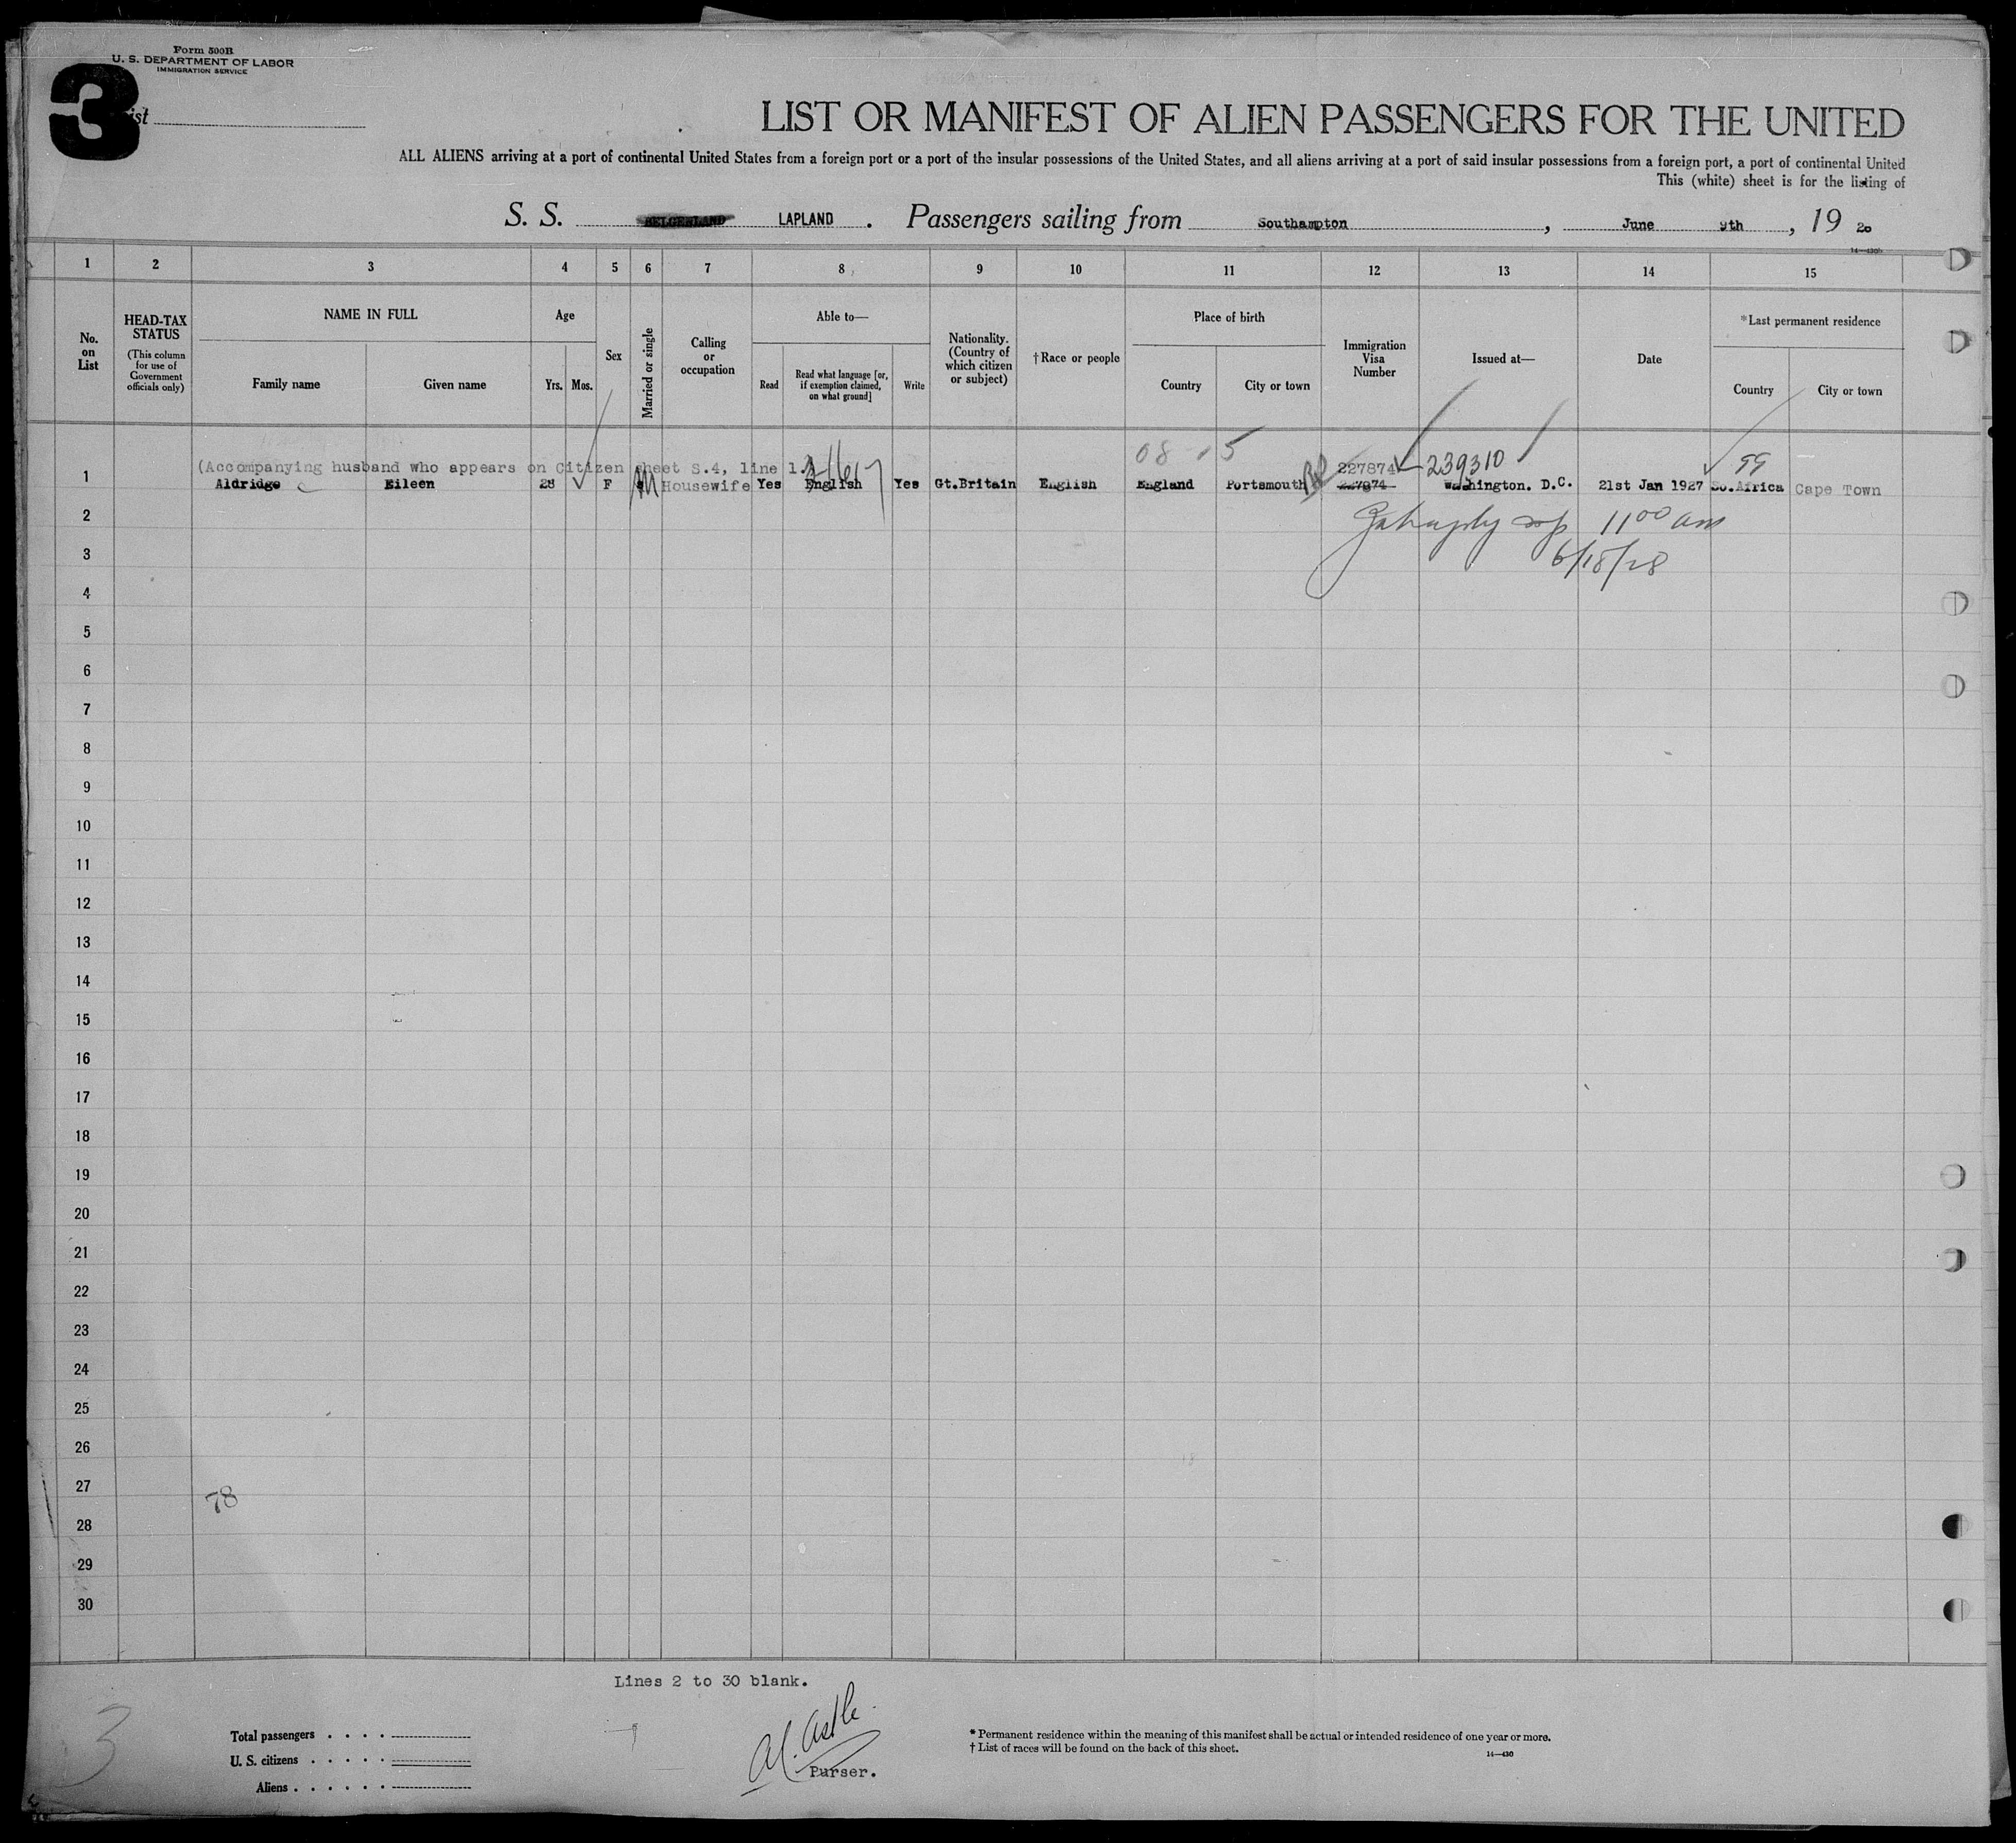 Form 500B
U. S. DEPARTMENT OF LABOR
IMMIGRATION SERVICE
3
LIST OR MANIFEST OF ALIEN PASSENGERS FOR THE UNITED
ALL ALIENS arriving at a port of continental United States from a foreign port or a port of the insular possessions of the United States, and all aliens arriving at a port of said insular possessions from a foreign port, a port of continental United
This (white) sheet is for the listing of
S. S. BELGENLAND LAPLAND. Passengers sailing from Southampton, June 9th, 19
1 2 3 4 5 6 7 8 9 10 11 12 13 14 15
No. on List
HEAD-TAX STATUS
(This column for use of Government officials only)
NAME IN FULL
Family name Given name
Age
Yrs. Mos.
Sex
Married or single
Calling or occupation
Able to—
Read
Read what language [or, if exemption claimed, on what ground]
Write
Nationality. (Country of which citizen or subject)
†Race or people
Place of birth
Country City or town
Immigration Visa Number
Issued at—
Date
*Last permanent residence
Country City or town
08 15
(Accompanying husband who appears on Citizen sheet S.4, line 1. 227874 239310 99
1 Aldridge Eileen 28 F M Housewife Yes English Yes Gt.Britain English England Portsmouth 227874 Washington. D.C. 21st Jan 1927 So.Africa Cape Town
2 11 00 am
3 6/18/28
4
5
6
7
8
9
10
11
12
13
14
15
16
17
18
19
20
21
22
23
24
25
26
27
78
28
29
30
Lines 2 to 30 blank.
3
Total passengers
U. S. citizens
Aliens
Purser.
* Permanent residence within the meaning of this manifest shall be actual or intended residence of one year or more.
† List of races will be found on the back of this sheet.
14—430